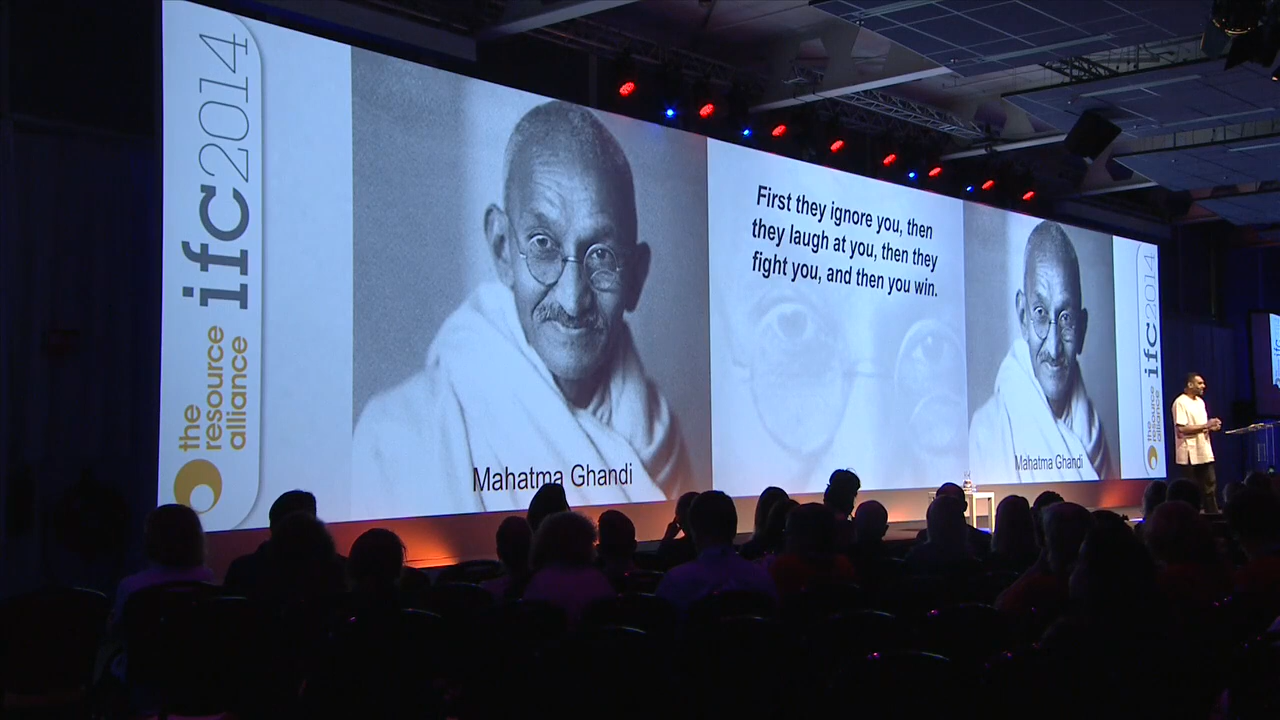 the
resource
alliance
ifc2014
Mahatma Ghandi
First they ignore you, then
they laugh at you, then they
fight you, and then you win.
Mahatma Ghandi
the
resource
alliance
ifc2014